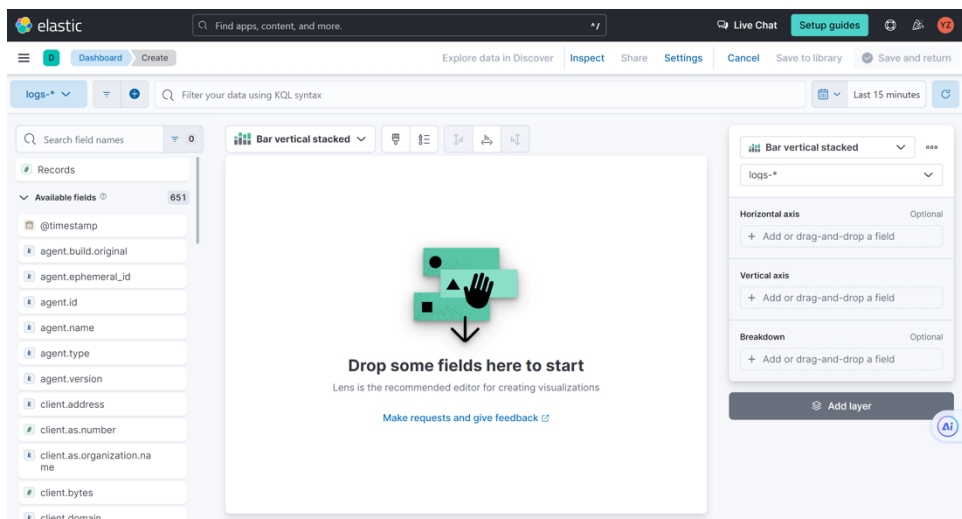 elastic
Find apps, content, and more.
^/
Live Chat
Setup guides
YZ
D
Dashboard
Create
Explore data in Discover
Inspect
Share
Settings
Cancel
Save to library
Save and return
logs-*
Filter your data using KQL syntax
Last 15 minutes
Search field names
0
# Records
Available fields
651
@timestamp
k agent.build.original
k agent.ephemeral_id
k agent.id
k agent.name
k agent.type
k agent.version
k client.address
# client.as.number
k client.as.organization.na
me
# client.bytes
k client.domain
Bar vertical stacked
Drop some fields here to start
Lens is the recommended editor for creating visualizations
Make requests and give feedback
Bar vertical stacked
logs-*
Horizontal axis
Optional
+ Add or drag-and-drop a field
Vertical axis
+ Add or drag-and-drop a field
Breakdown
Optional
+ Add or drag-and-drop a field
Add layer
Ai